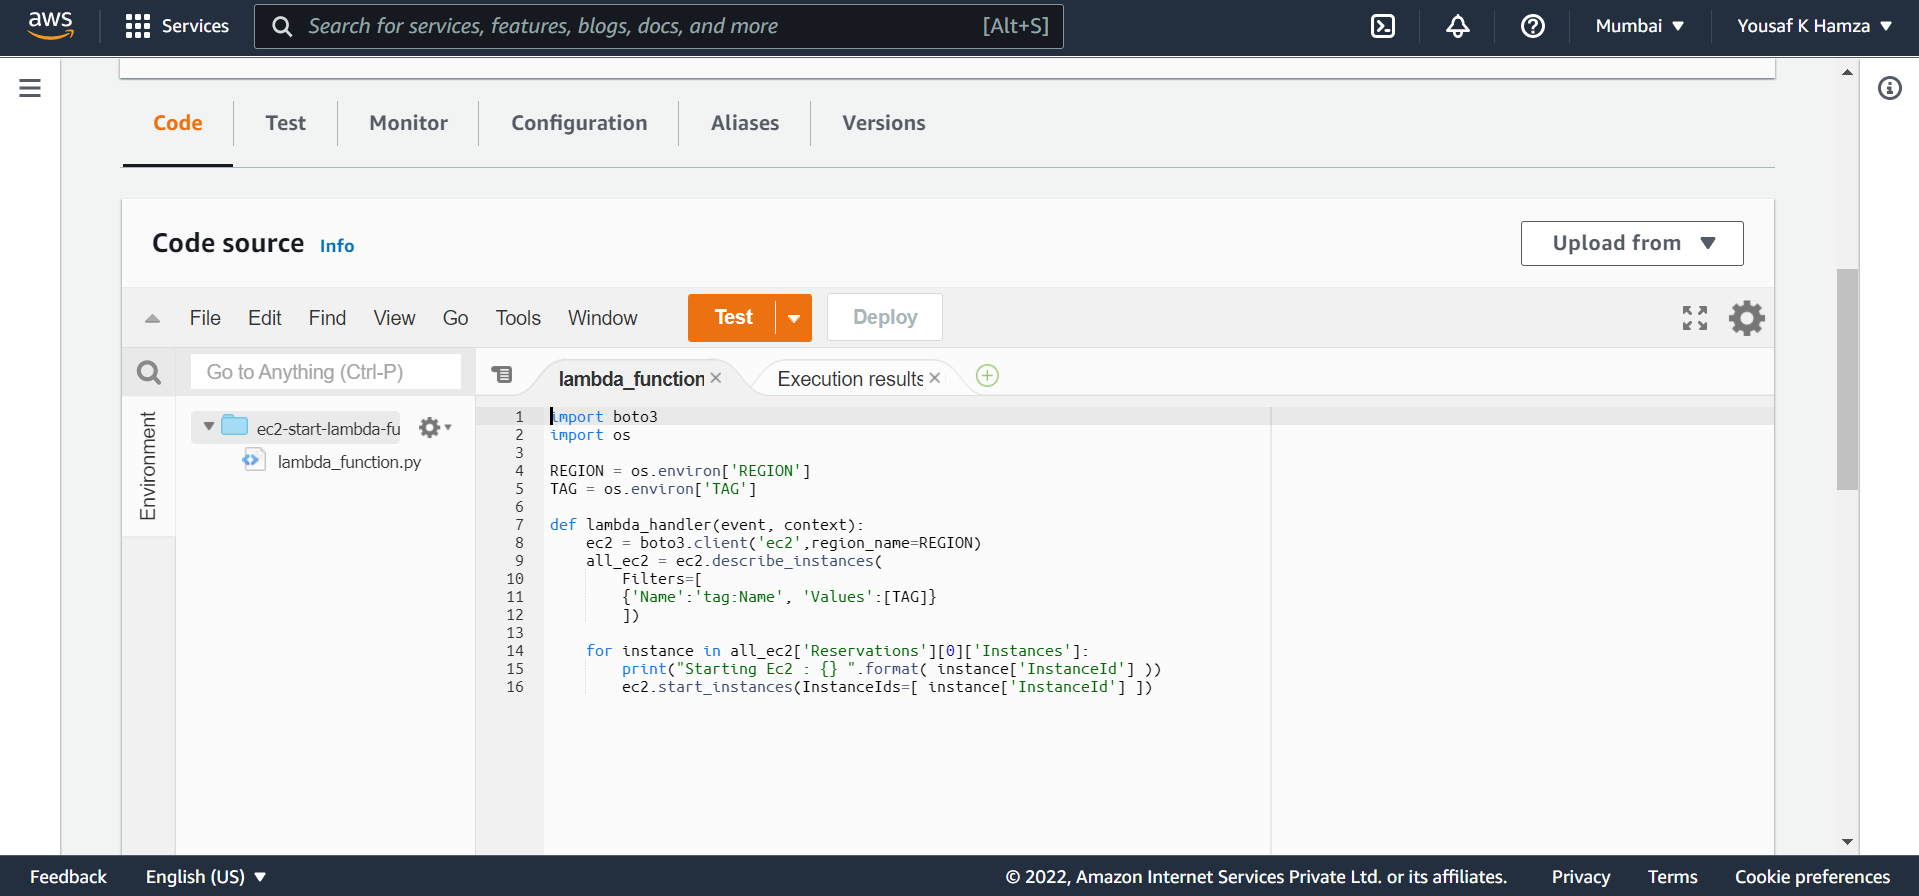 aws Services Search for services, features, blogs, docs, and more [Alt+S] Mumbai Yousaf K Hamza
Code Test Monitor Configuration Aliases Versions
Code source Info Upload from
File Edit Find View Go Tools Window Test Deploy
Go to Anything (Ctrl-P) lambda_function Execution results
Environment
ec2-start-lambda-fu
lambda_function.py
1 import boto3
2 import os
3
4 REGION = os.environ['REGION']
5 TAG = os.environ['TAG']
6
7 def lambda_handler(event, context):
8     ec2 = boto3.client('ec2',region_name=REGION)
9     all_ec2 = ec2.describe_instances(
10         Filters=[
11         {'Name':'tag:Name', 'Values':[TAG]}
12         ])
13
14     for instance in all_ec2['Reservations'][0]['Instances']:
15         print("Starting Ec2 : {} ".format( instance['InstanceId'] ))
16         ec2.start_instances(InstanceIds=[ instance['InstanceId'] ])
Feedback English (US) © 2022, Amazon Internet Services Private Ltd. or its affiliates. Privacy Terms Cookie preferences